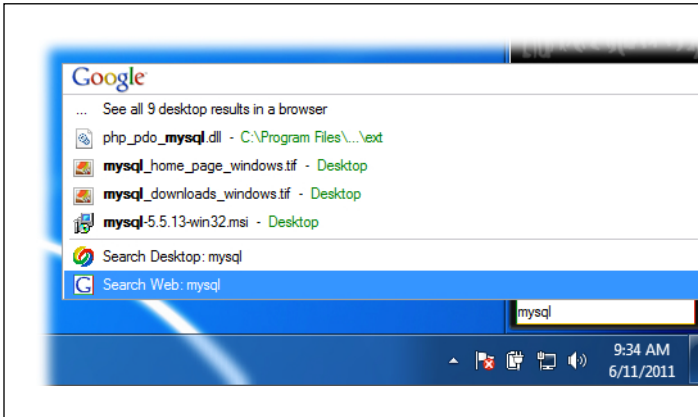 Google
... See all 9 desktop results in a browser
php_pdo_mysql.dll - C:\Program Files\...\ext
mysql_home_page_windows.tif - Desktop
mysql_downloads_windows.tif - Desktop
mysql-5.5.13-win32.msi - Desktop
Search Desktop: mysql
G Search Web: mysql
mysql
9:34 AM
6/11/2011